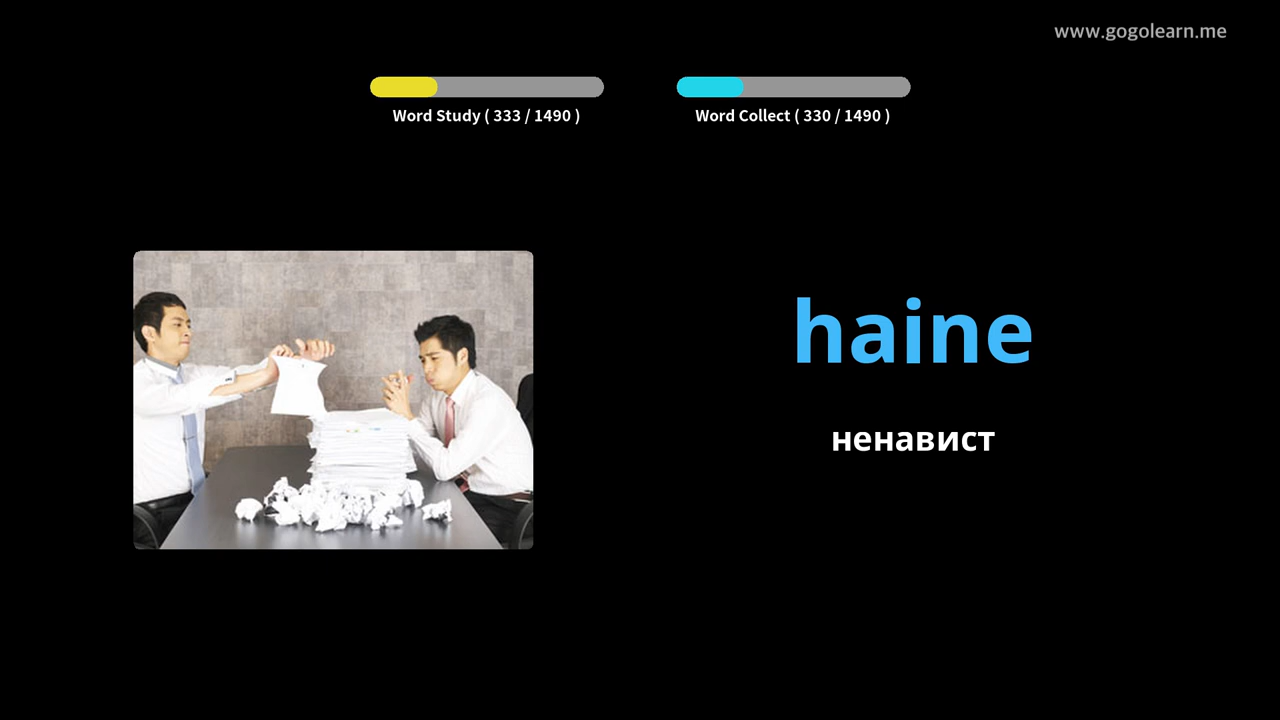 www.gogolearn.me
Word Study ( 333 / 1490 )
Word Collect ( 330 / 1490 )
haine
ненавист